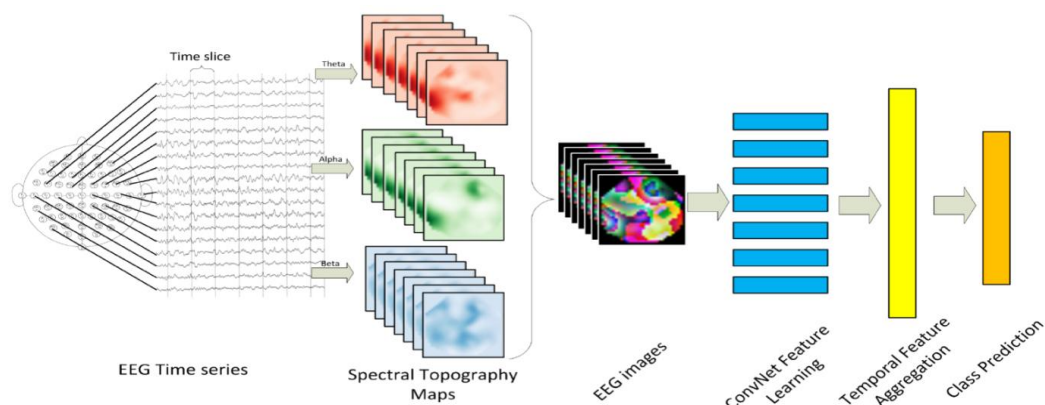 Time slice
Theta
Alpha
Beta
EEG Time series
Spectral Topography
Maps
EEG images
ConvNet Feature
Learning
Temporal Feature
Aggregation
Class Prediction